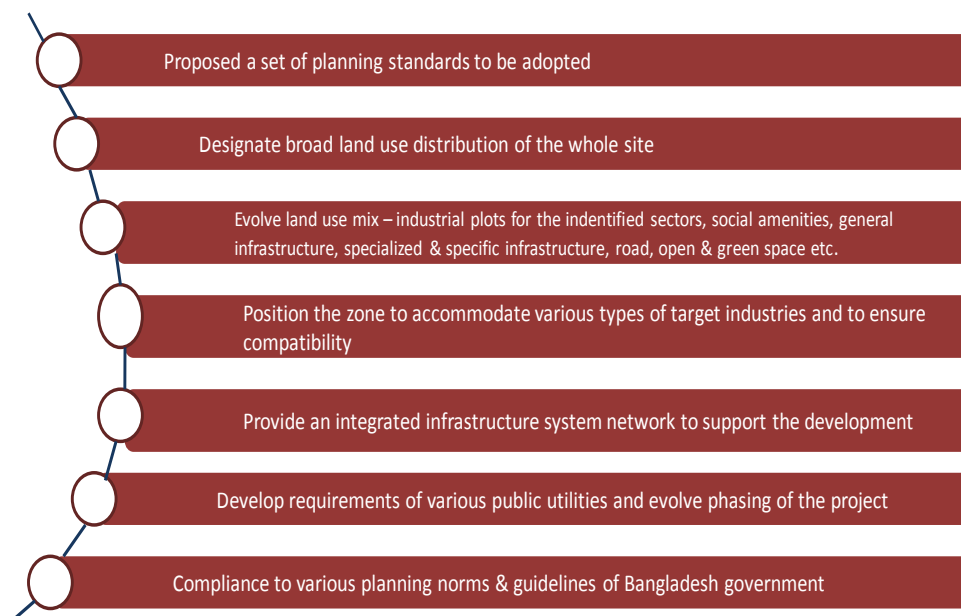 Proposed a set of planning standards to be adopted
Designate broad land use distribution of the whole site
Evolve land use mix – industrial plots for the indentified sectors, social amenities, general
infrastructure, specialized & specific infrastructure, road, open & green space etc.
Position the zone to accommodate various types of target industries and to ensure
compatibility
Provide an integrated infrastructure system network to support the development
Develop requirements of various public utilities and evolve phasing of the project
Compliance to various planning norms & guidelines of Bangladesh government